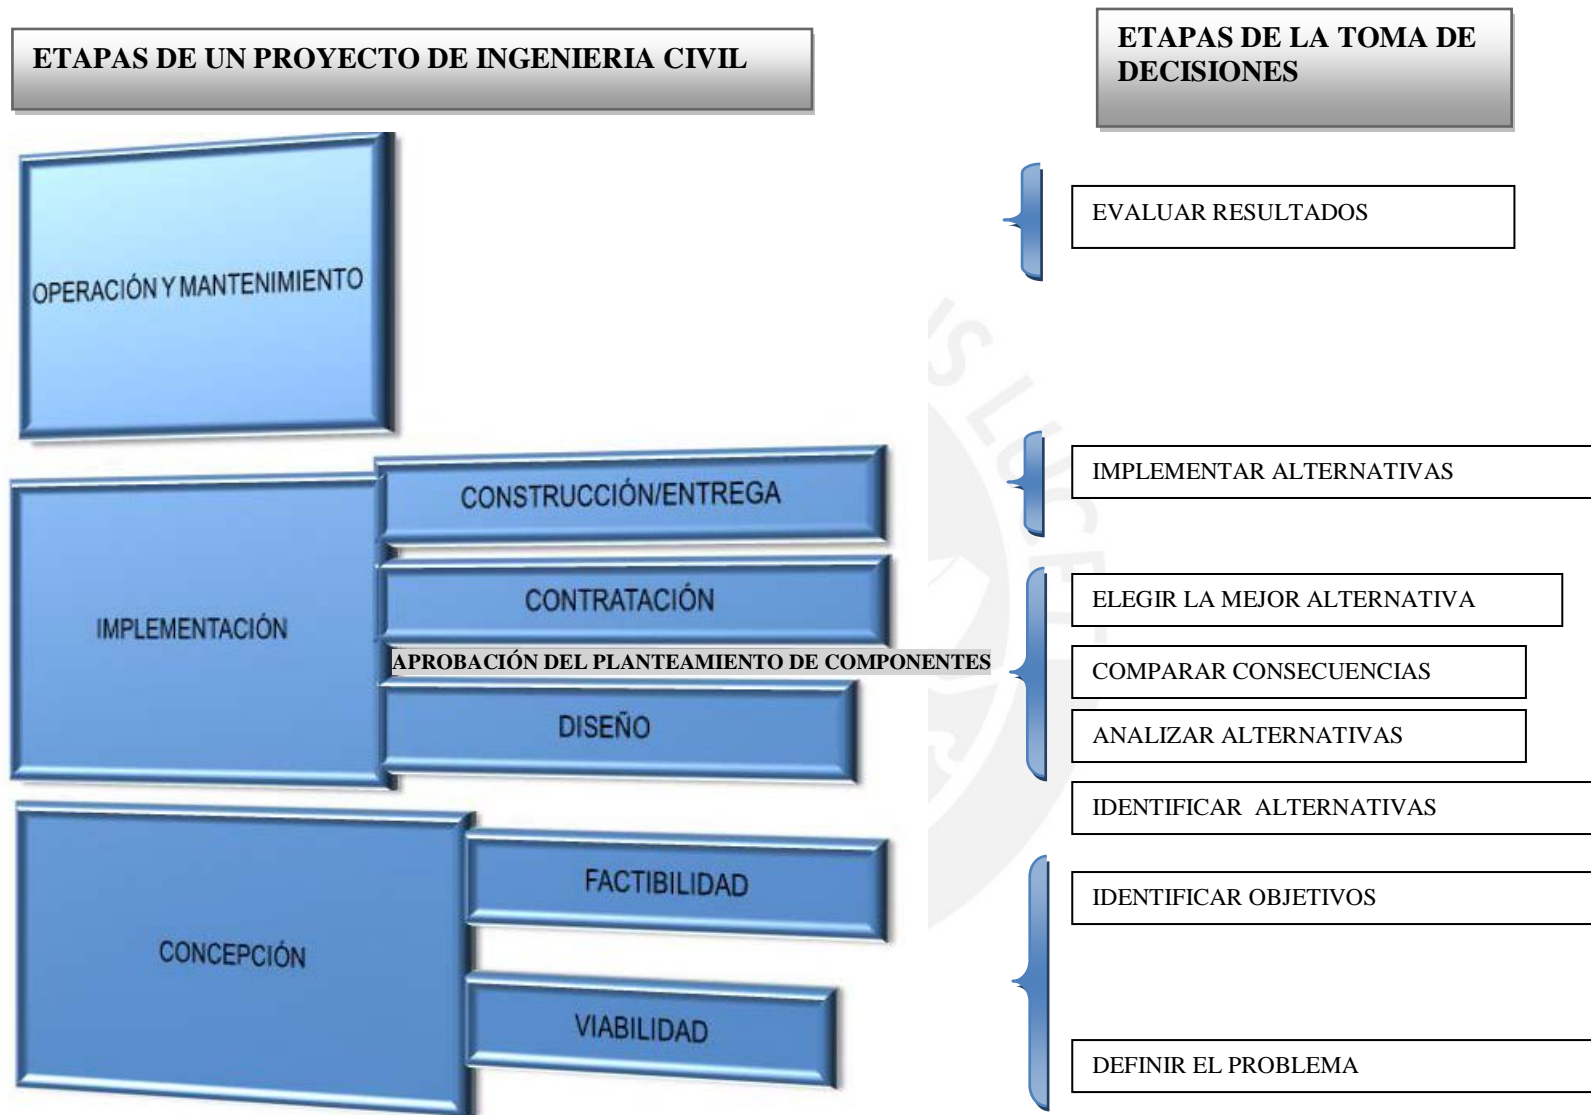 ETAPAS DE UN PROYECTO DE INGENIERIA CIVIL
ETAPAS DE LA TOMA DE
DECISIONES
OPERACIÓN Y MANTENIMIENTO
EVALUAR RESULTADOS
IMPLEMENTACIÓN
CONSTRUCCIÓN/ENTREGA
IMPLEMENTAR ALTERNATIVAS
CONTRATACIÓN
ELEGIR LA MEJOR ALTERNATIVA
APROBACIÓN DEL PLANTEAMIENTO DE COMPONENTES
COMPARAR CONSECUENCIAS
DISEÑO
ANALIZAR ALTERNATIVAS
IDENTIFICAR ALTERNATIVAS
CONCEPCIÓN
FACTIBILIDAD
IDENTIFICAR OBJETIVOS
VIABILIDAD
DEFINIR EL PROBLEMA